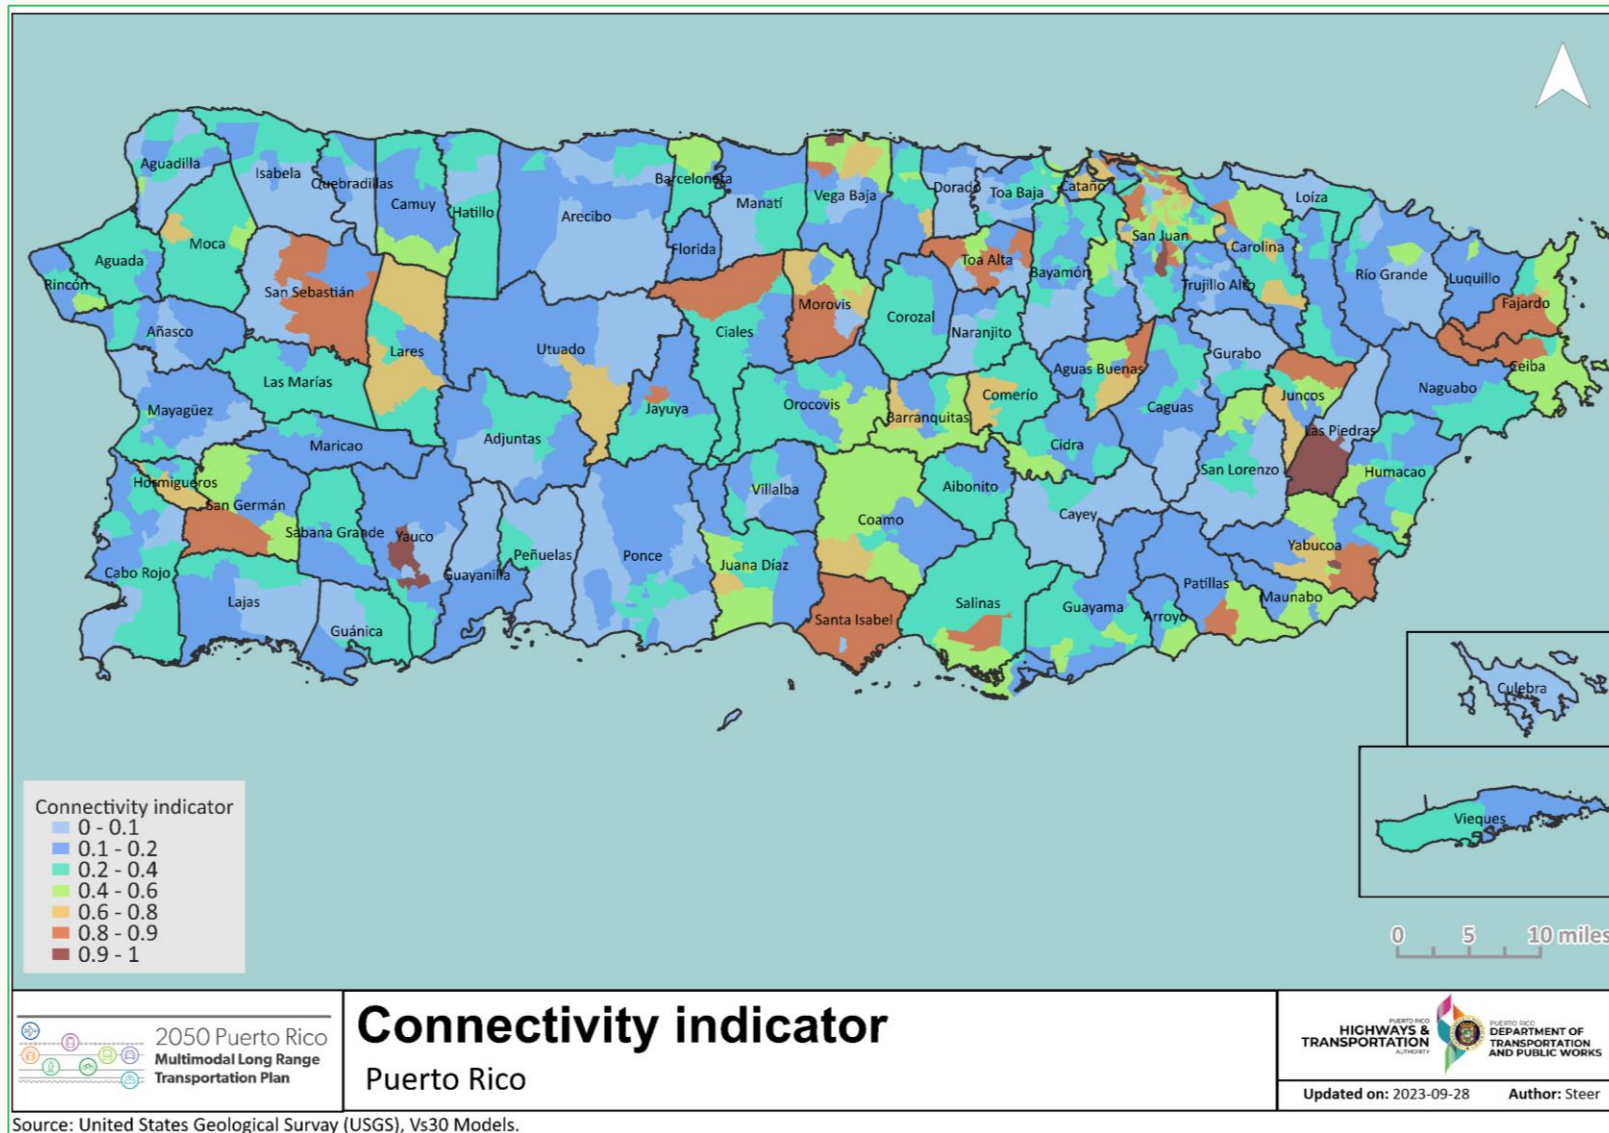 Aguadilla
Isabela
Quebradillas
Camuy
Hatillo
Arecibo
Barceloneta
Manatí
Vega Baja
Dorado
Toa Baja
Cataño
Loíza
Moca
Aguada
Rincón
San Sebastián
Florida
Toa Alta
Bayamón
San Juan
Carolina
Trujillo Alto
Río Grande
Luquillo
Fajardo
Añasco
Las Marías
Lares
Utuado
Ciales
Morovis
Corozal
Naranjito
Aguas Buenas
Gurabo
Ceiba
Mayagüez
Maricao
Adjuntas
Jayuya
Orocovis
Barranquitas
Comerío
Cidra
Caguas
Juncos
Las Piedras
Naguabo
Hormigueros
San Germán
Sabana Grande
Yauco
Guayanilla
Peñuelas
Ponce
Villalba
Juana Díaz
Coamo
Aibonito
Cayey
San Lorenzo
Humacao
Cabo Rojo
Lajas
Guánica
Santa Isabel
Salinas
Guayama
Arroyo
Patillas
Maunabo
Yabucoa
Culebra
Vieques
Connectivity indicator
0 - 0.1
0.1 - 0.2
0.2 - 0.4
0.4 - 0.6
0.6 - 0.8
0.8 - 0.9
0.9 - 1
0 5 10 miles
2050 Puerto Rico
Multimodal Long Range
Transportation Plan
Connectivity indicator
Puerto Rico
PUERTO RICO
HIGHWAYS &
TRANSPORTATION
AUTHORITY
PUERTO RICO
DEPARTMENT OF
TRANSPORTATION
AND PUBLIC WORKS
Updated on: 2023-09-28 Author: Steer
Source: United States Geological Survay (USGS), Vs30 Models.